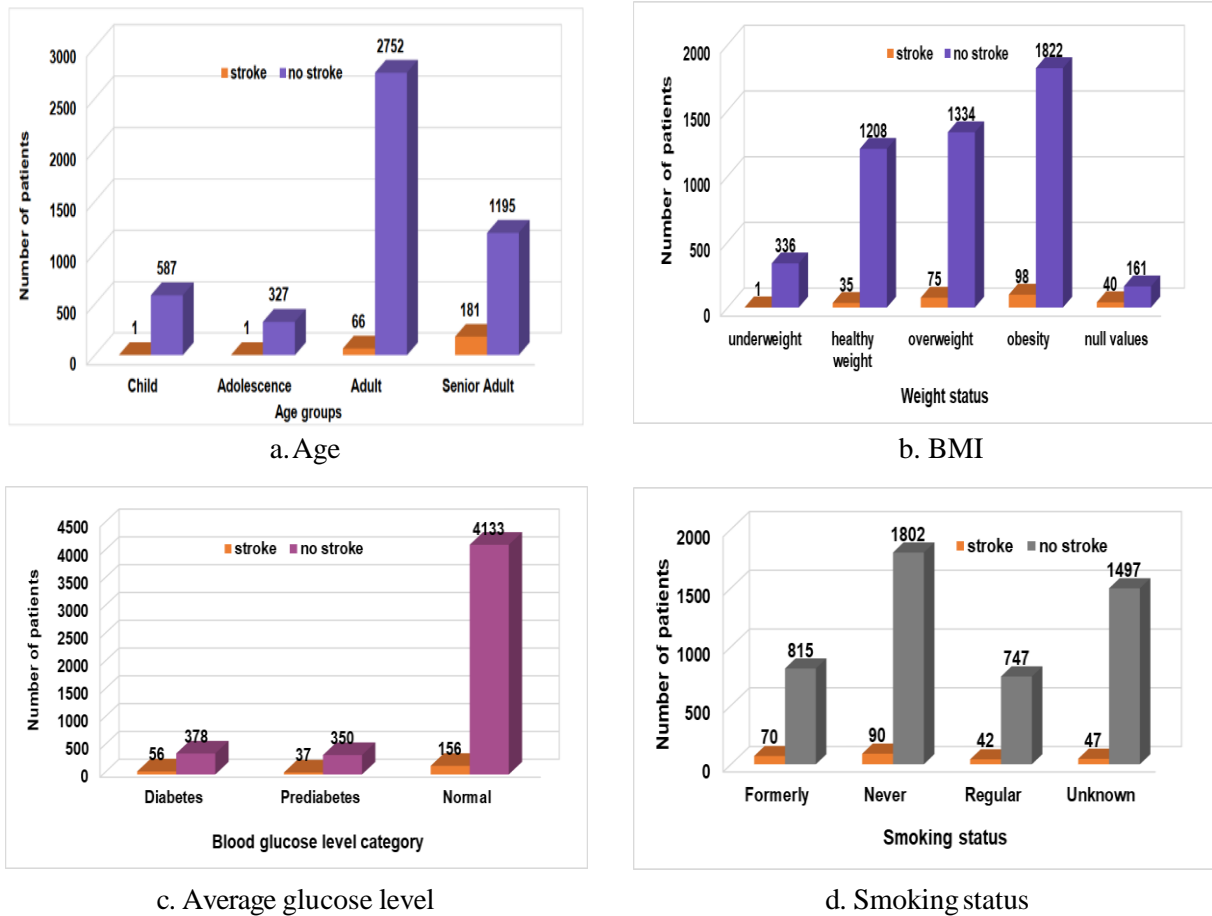 3000
2500
2000
1500
1000
500
0
Number of patients
stroke no stroke
1
587
1
327
66
2752
181
1195
Child
Adolescence
Adult
Senior Adult
Age groups
a. Age
2000
1500
1000
500
0
Number of patients
stroke no stroke
1
336
35
1208
75
1334
98
1822
40
161
underweight
healthy
weight
overweight
obesity
null values
Weight status
b. BMI
4500
4000
3500
3000
2500
2000
1500
1000
500
0
Number of patients
stroke no stroke
56
378
37
350
156
4133
Diabetes
Prediabetes
Normal
Blood glucose level category
c. Average glucose level
2000
1500
1000
500
0
Number of patients
stroke no stroke
70
815
90
1802
42
747
47
1497
Formerly
Never
Regular
Unknown
Smoking status
d. Smoking status